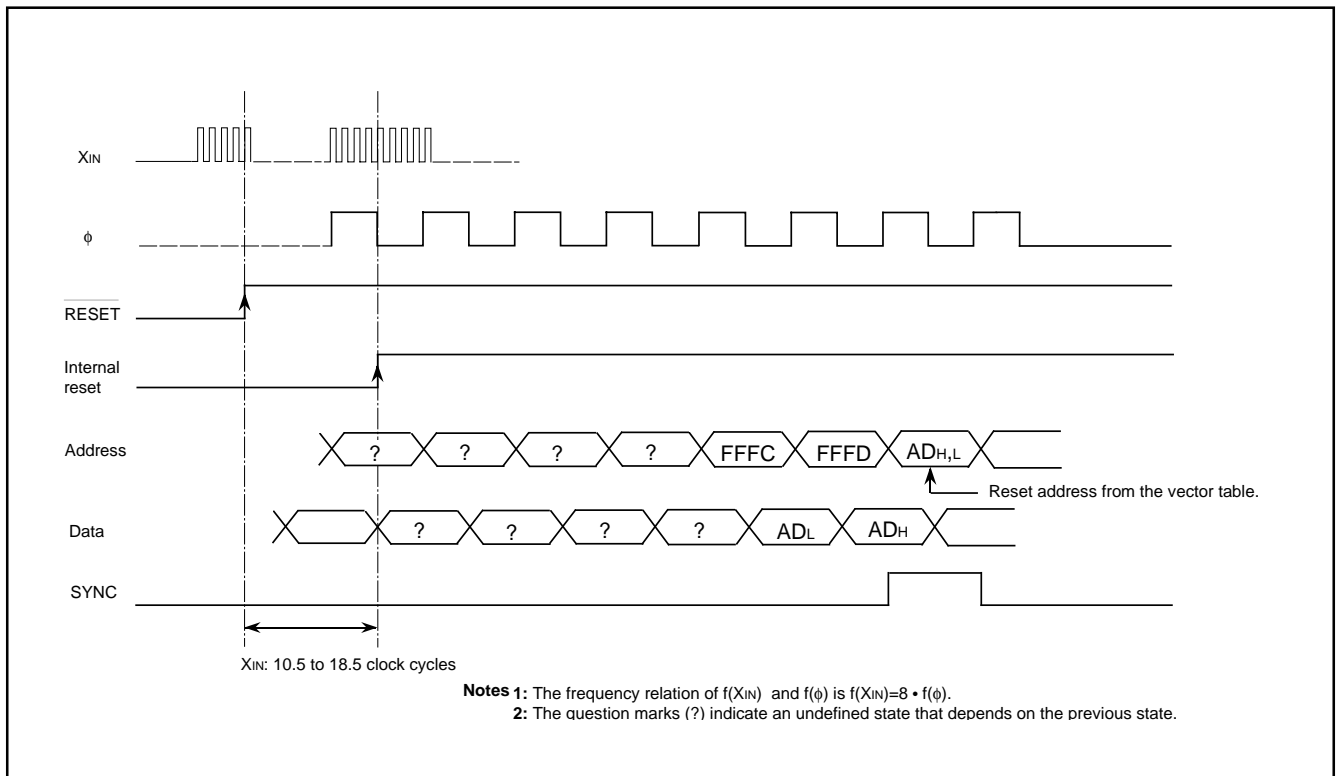 XIN
φ
RESET
Internal
reset
Address
? ? ? ? FFFC FFFD ADH,L
Reset address from the vector table.
Data
? ? ? ? ADL ADH
SYNC
XIN: 10.5 to 18.5 clock cycles
Notes 1: The frequency relation of f(XIN) and f(φ) is f(XIN)=8 • f(φ).
2: The question marks (?) indicate an undefined state that depends on the previous state.